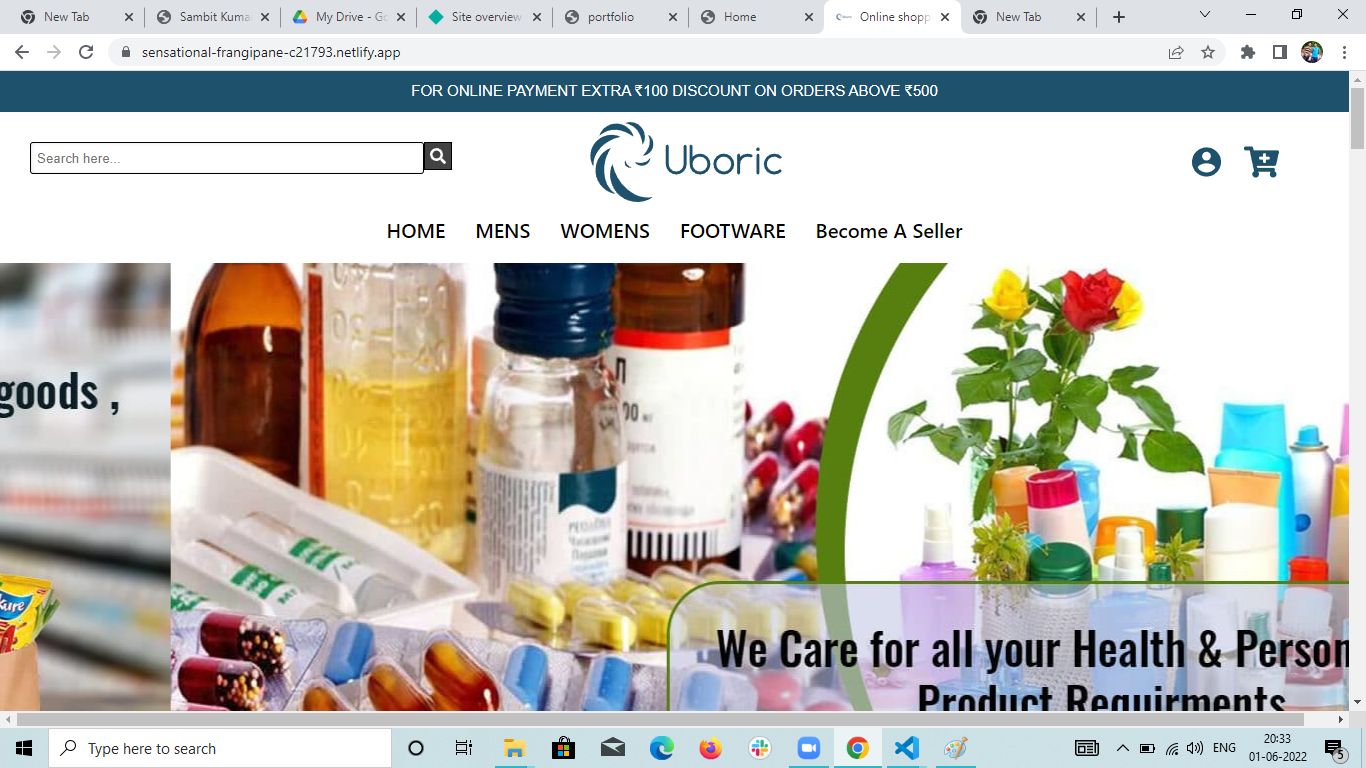 New Tab
Sambit Kuma
My Drive - Go
Site overview
portfolio
Home
Online shopp
New Tab
sensational-frangipane-c21793.netlify.app
FOR ONLINE PAYMENT EXTRA ₹100 DISCOUNT ON ORDERS ABOVE ₹500
Search here...
Uboric
HOME MENS WOMENS FOOTWARE Become A Seller
goods ,
We Care for all your Health & Person
Product Requirments
Type here to search
ENG
20:33
01-06-2022
5